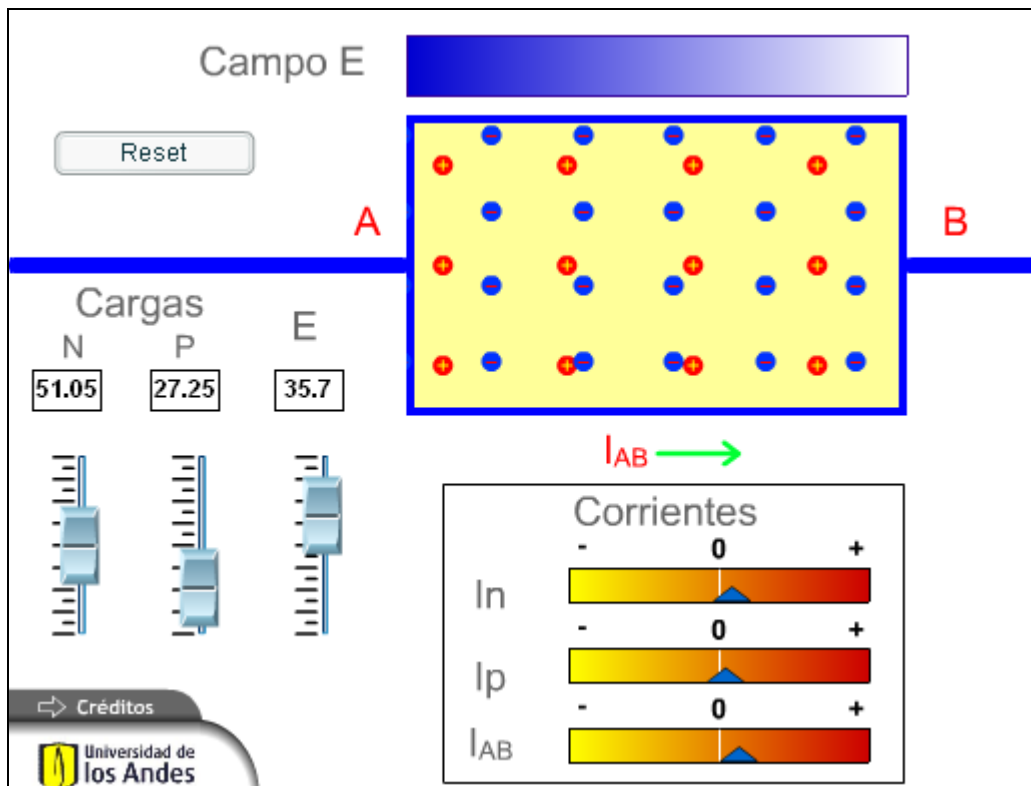 Campo E
Reset
A
B
Cargas
N P E
51.05 27.25 35.7
IAB
Corrientes
- 0 +
In
- 0 +
Ip
- 0 +
IAB
Créditos
Universidad de
los Andes